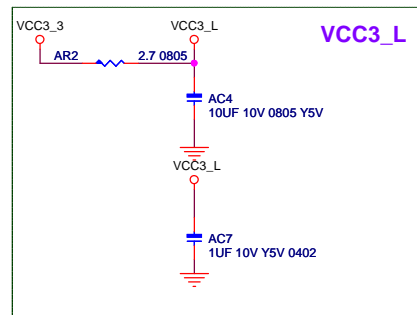 VCC3_3
VCC3_L
VCC3_L
AR2
2.7 0805
AC4
10UF 10V 0805 Y5V
VCC3_L
AC7
1UF 10V Y5V 0402